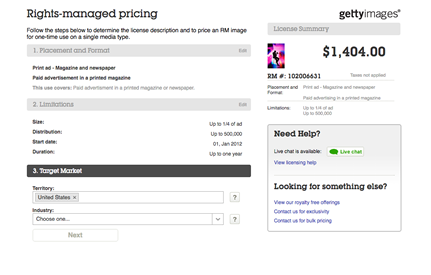 Rights-managed pricing
gettyimages®
Follow the steps below to determine the license description and to price an RM image
for one-time use on a single media type.
License Summary
$1,404.00
RM #: 102006631
Taxes not applied
Placement and
Format:
Print ad - Magazine and
newspaper
Paid advertising in a printed magazine
Limitations:
Up to 1/4 of ad
Up to 500,000
1. Placement and Format
Edit
Print ad - Magazine and newspaper
Paid advertisement in a printed magazine
This use covers: Paid advertisement in a printed magazine or newspaper.
2. Limitations
Edit
Size:
Up to 1/4 of ad
Distribution:
Up to 500,000
Start date:
01, Jan 2012
Duration:
Up to one year
3. Target Market
Territory:
United States ×
?
Industry:
Choose one...
?
Next
Need Help?
Live chat is available:
Live chat
View licensing help
Looking for something else?
View our royalty free offerings
Contact us for exclusivity
Contact us for bulk pricing